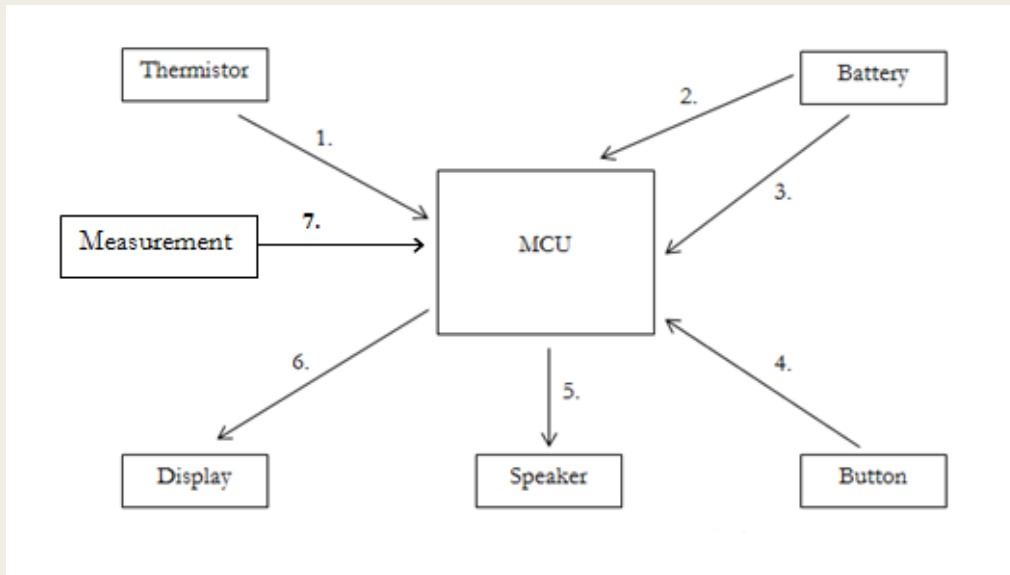 Thermistor
Battery
2.
1.
3.
7.
Measurement
MCU
6.
4.
5.
Display
Speaker
Button